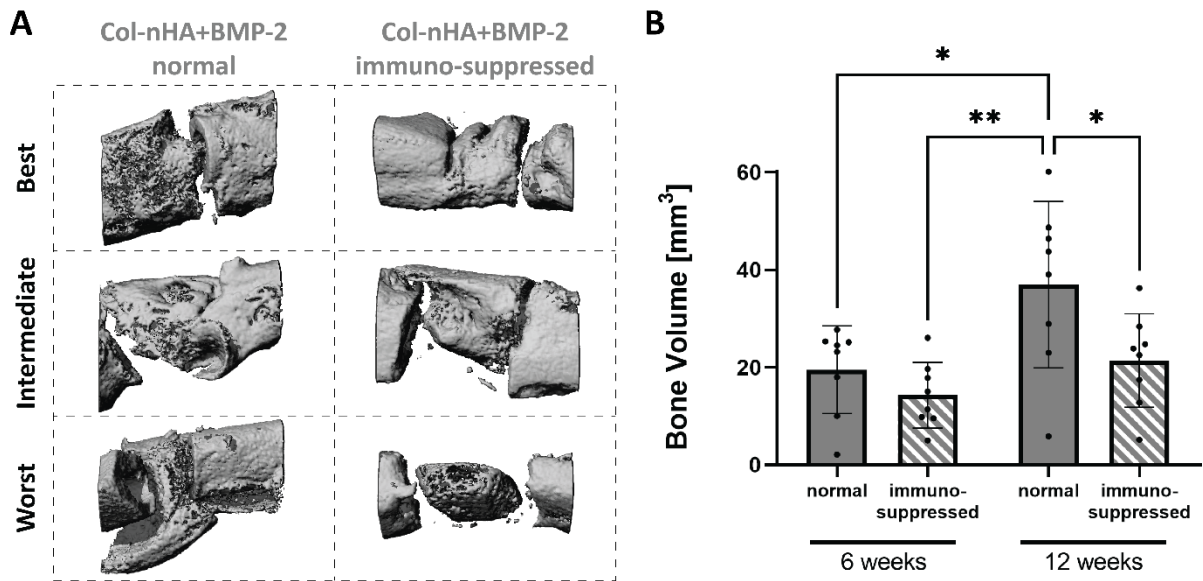 A
Col-nHA+BMP-2
normal
Col-nHA+BMP-2
immuno-suppressed
Best
Intermediate
Worst
B
*
** *
Bone Volume [mm³]
60
40
20
0
normal
immuno-
suppressed
normal
immuno-
suppressed
6 weeks
12 weeks